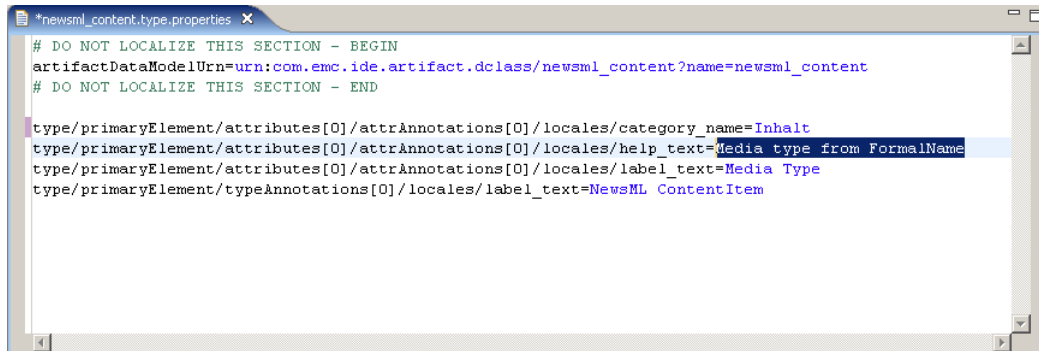 *newsml_content.type.properties
# DO NOT LOCALIZE THIS SECTION - BEGIN
artifactDataModelUrn=urn:com.emc.ide.artifact.dclass/newsml_content?name=newsml_content
# DO NOT LOCALIZE THIS SECTION - END
type/primaryElement/attributes[0]/attrAnnotations[0]/locales/category_name=Inhalt
type/primaryElement/attributes[0]/attrAnnotations[0]/locales/help_text=Media type from FormalName
type/primaryElement/attributes[0]/attrAnnotations[0]/locales/label_text=Media Type
type/primaryElement/typeAnnotations[0]/locales/label_text=NewsML ContentItem